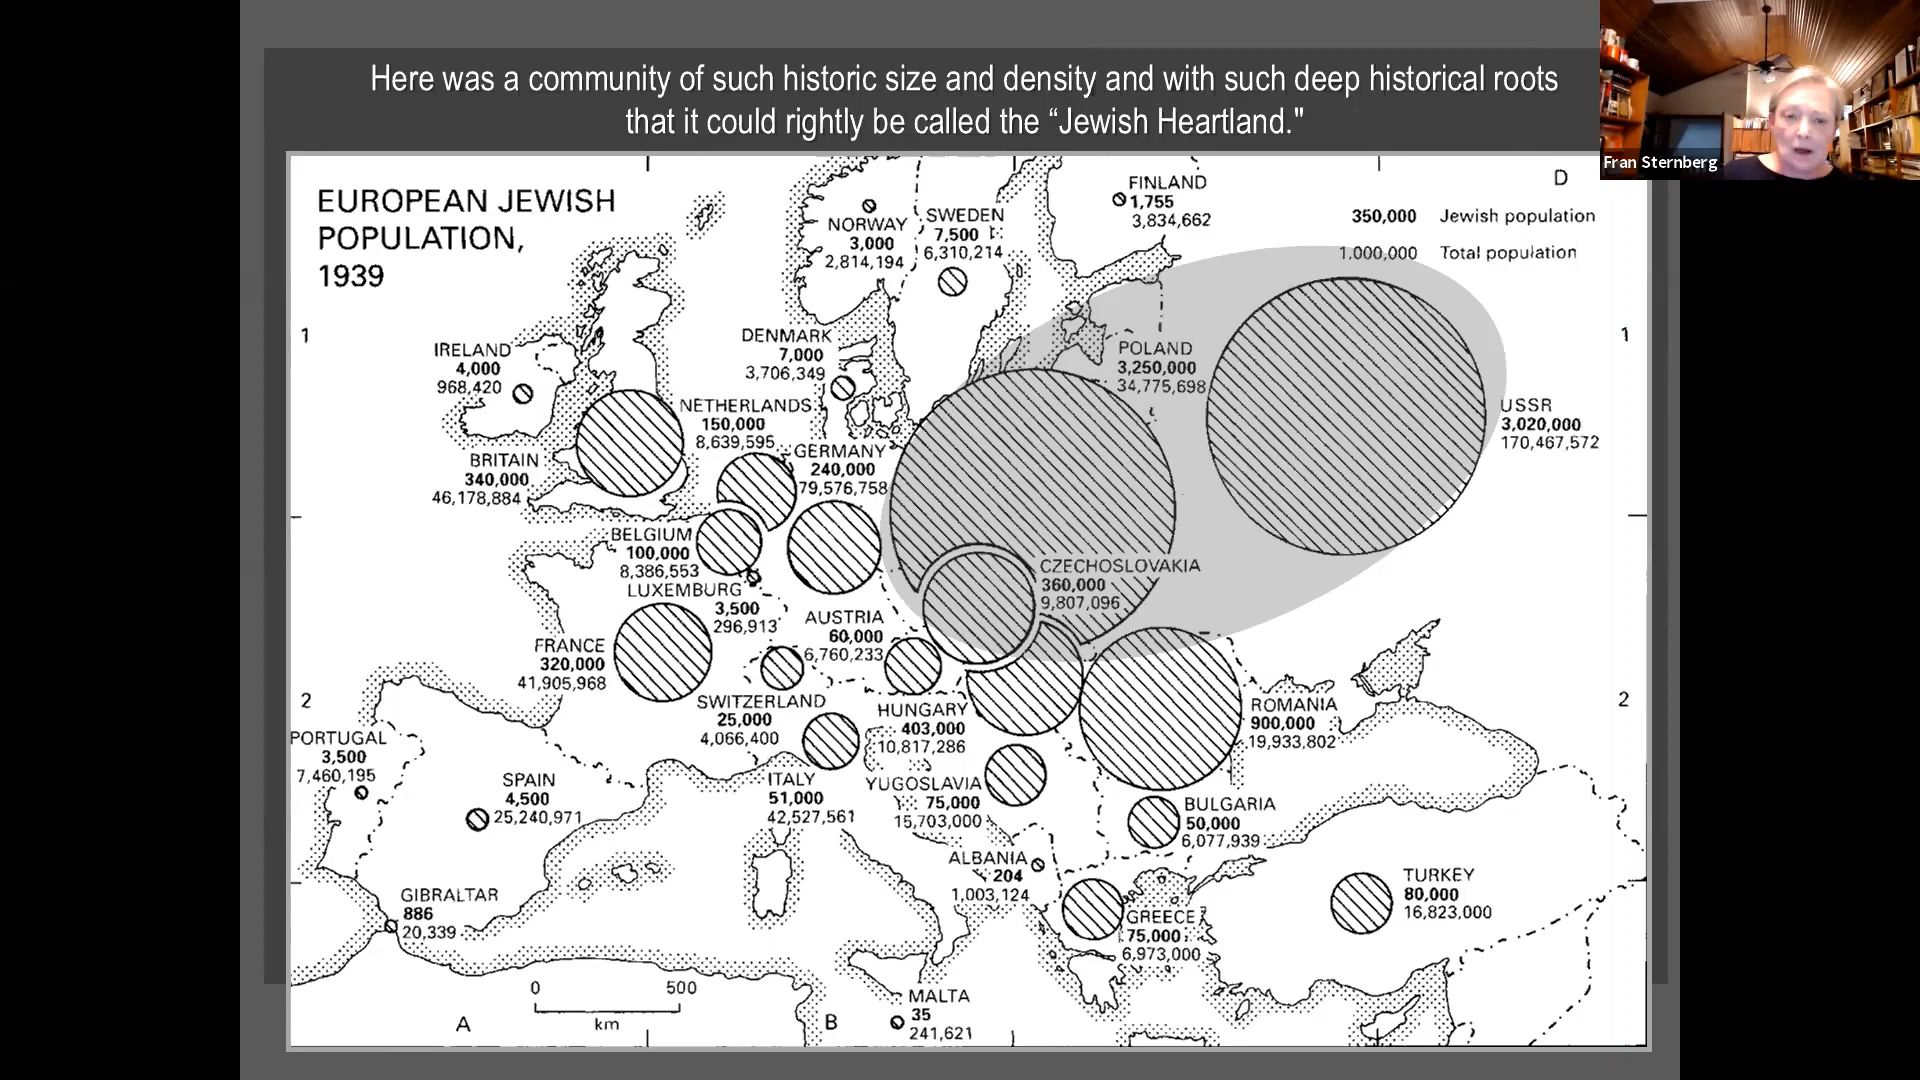 Here was a community of such historic size and density and with such deep historical roots
that it could rightly be called the “Jewish Heartland."
Fran Sternberg
EUROPEAN JEWISH
POPULATION,
1939
D
350,000 Jewish population
1,000,000 Total population
FINLAND
1,755
3,834,662
NORWAY
3,000
2,814,194
SWEDEN
7,500
6,310,214
1
1
IRELAND
4,000
968,420
DENMARK
7,000
3,706,349
POLAND
3,250,000
34,775,698
USSR
3,020,000
170,467,572
NETHERLANDS
150,000
8,639,595
BRITAIN
340,000
46,178,884
GERMANY
240,000
79,576,758
BELGIUM
100,000
8,386,553
LUXEMBURG
3,500
296,913
CZECHOSLOVAKIA
360,000
9,807,096
AUSTRIA
60,000
6,760,233
FRANCE
320,000
41,905,968
SWITZERLAND
25,000
4,066,400
HUNGARY
403,000
10,817,286
ROMANIA
900,000
19,933,802
2
2
PORTUGAL
3,500
7,460,195
SPAIN
4,500
25,240,971
ITALY
51,000
42,527,561
YUGOSLAVIA
75,000
15,703,000
BULGARIA
50,000
6,077,939
ALBANIA
204
1,003,124
TURKEY
80,000
16,823,000
GIBRALTAR
886
20,339
GREECE
75,000
6,973,000
MALTA
35
241,621
0 500
km
A
B